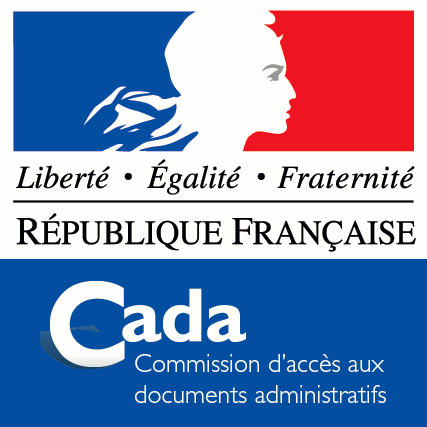 Liberté • Égalité • Fraternité
RÉPUBLIQUE FRANÇAISE
Cada
Commission d'accès aux
documents administratifs